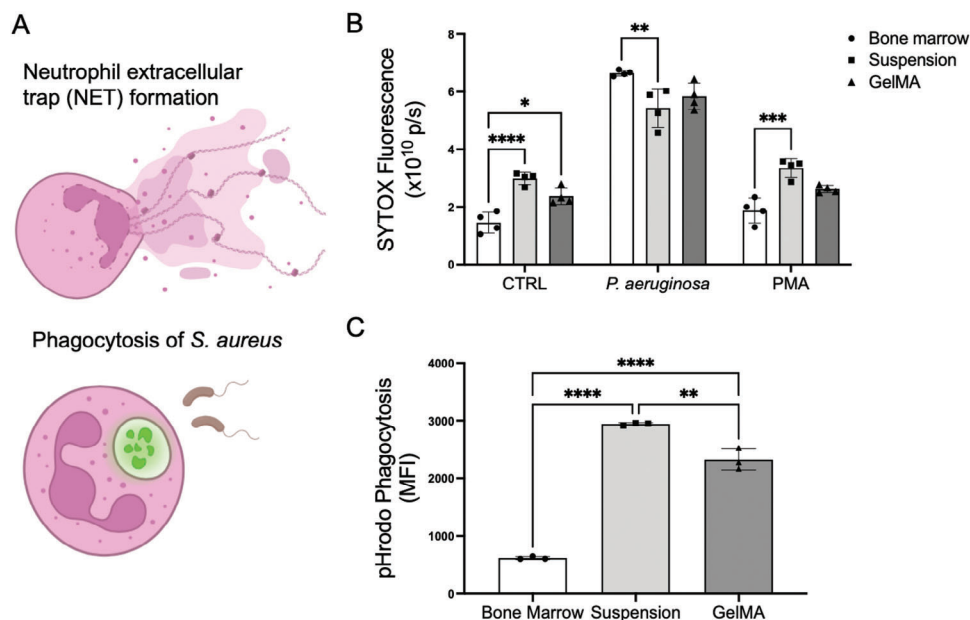 A
Neutrophil extracellular
trap (NET) formation
Phagocytosis of S. aureus
B
SYTOX Fluorescence
(x10¹⁰ p/s)
8
6
4
2
0
****
*
**
***
CTRL
P. aeruginosa
PMA
Bone marrow
Suspension
GelMA
C
pHrodo Phagocytosis
(MFI)
4000
3000
2000
1000
0
****
****
**
Bone Marrow
Suspension
GelMA